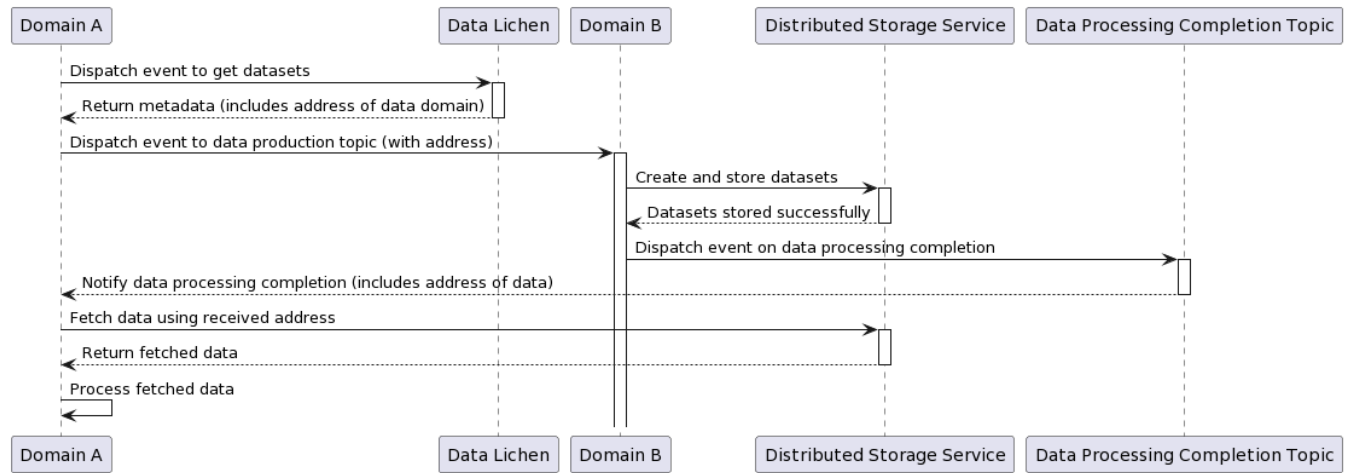 Domain A
Data Lichen
Domain B
Distributed Storage Service
Data Processing Completion Topic
Dispatch event to get datasets
Return metadata (includes address of data domain)
Dispatch event to data production topic (with address)
Create and store datasets
Datasets stored successfully
Dispatch event on data processing completion
Notify data processing completion (includes address of data)
Fetch data using received address
Return fetched data
Process fetched data
Domain A
Data Lichen
Domain B
Distributed Storage Service
Data Processing Completion Topic